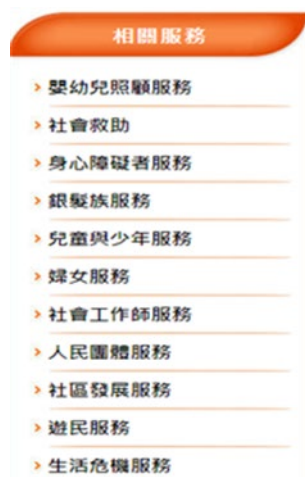 相關服務
嬰幼兒照顧服務
社會救助
身心障礙者服務
銀髮族服務
兒童與少年服務
婦女服務
社會工作師服務
人民團體服務
社區發展服務
遊民服務
生活危機服務